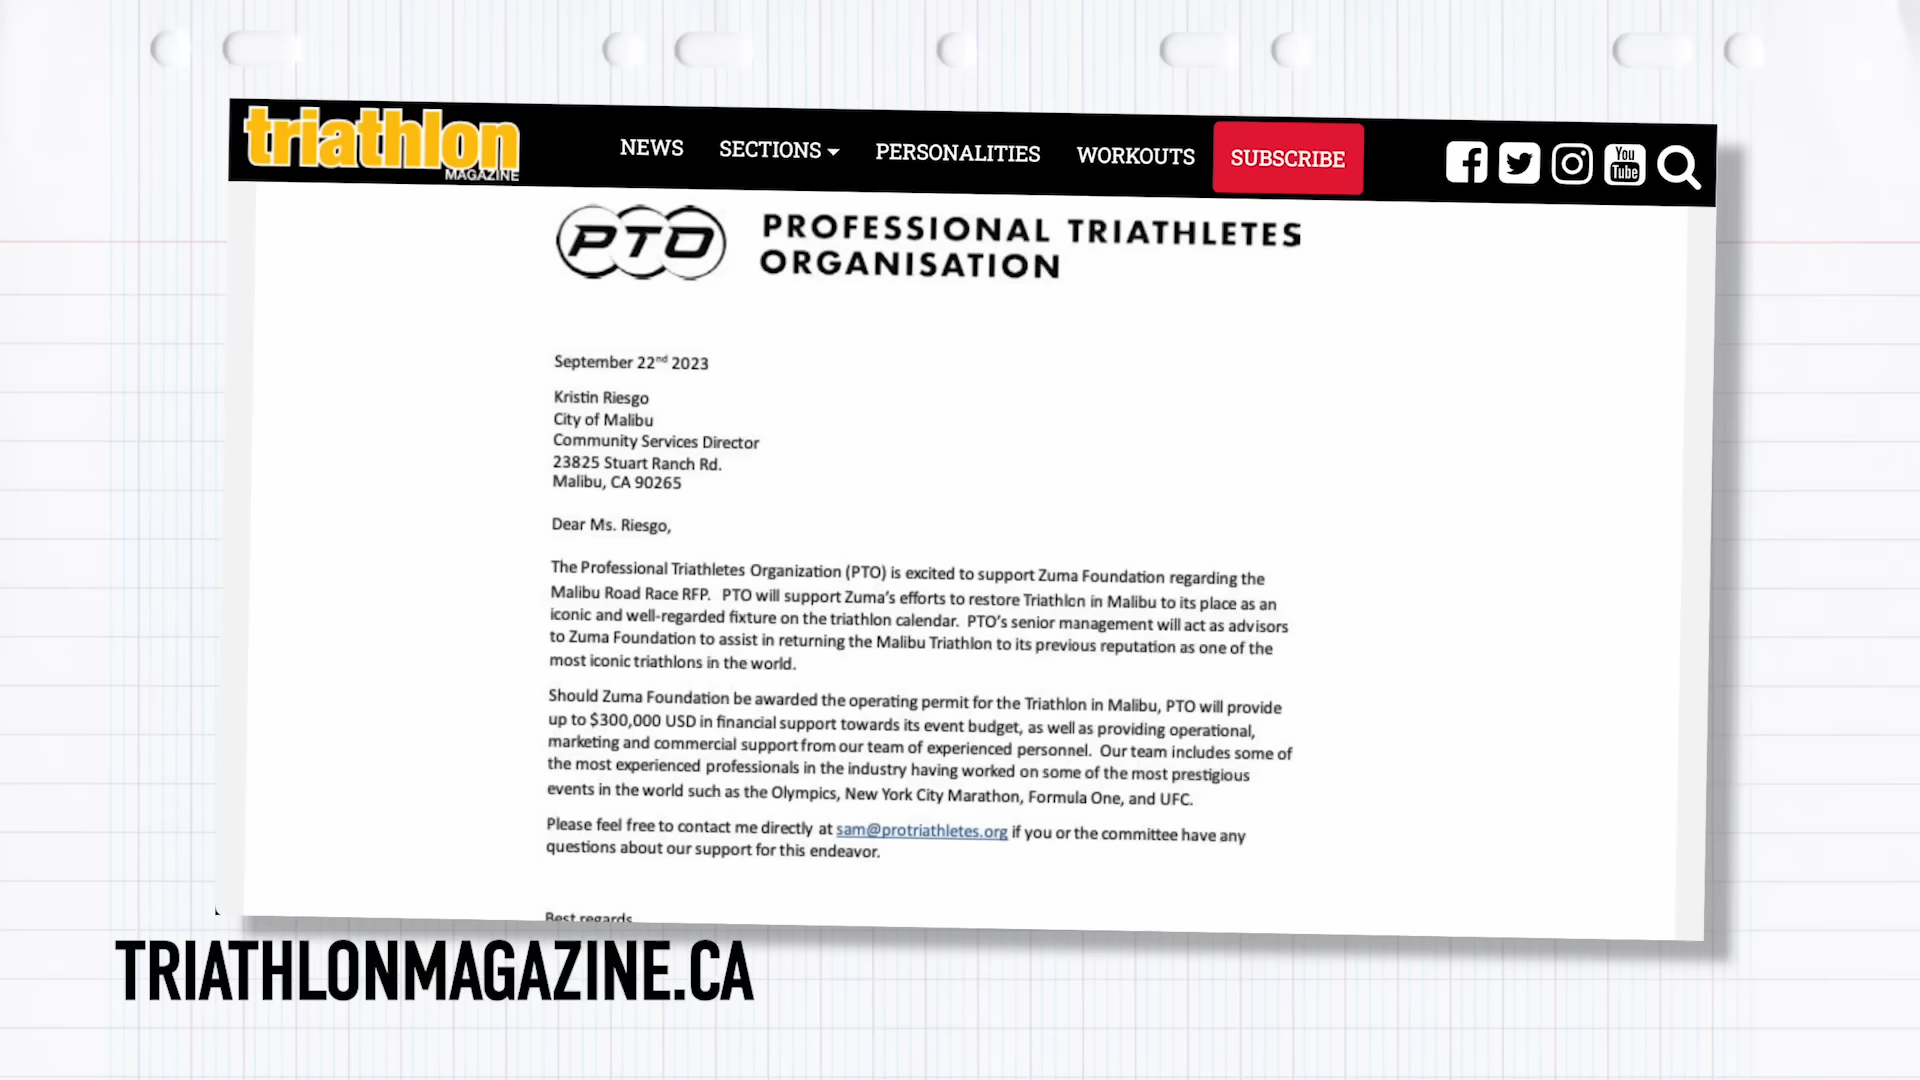 triathlon
MAGAZINE
NEWS SECTIONS PERSONALITIES WORKOUTS SUBSCRIBE
You
Tube
PTO
PROFESSIONAL TRIATHLETES
ORGANISATION
September 22nd 2023
Kristin Riesgo
City of Malibu
Community Services Director
23825 Stuart Ranch Rd.
Malibu, CA 90265
Dear Ms. Riesgo,
The Professional Triathletes Organization (PTO) is excited to support Zuma Foundation regarding the
Malibu Road Race RFP. PTO will support Zuma's efforts to restore Triathlon in Malibu to its place as an
iconic and well-regarded fixture on the triathlon calendar. PTO's senior management will act as advisors
to Zuma Foundation to assist in returning the Malibu Triathlon to its previous reputation as one of the
most iconic triathlons in the world.
Should Zuma Foundation be awarded the operating permit for the Triathlon in Malibu, PTO will provide
up to $300,000 USD in financial support towards its event budget, as well as providing operational,
marketing and commercial support from our team of experienced personnel. Our team includes some of
the most experienced professionals in the industry having worked on some of the most prestigious
events in the world such as the Olympics, New York City Marathon, Formula One, and UFC.
Please feel free to contact me directly at sam@protriathletes.org if you or the committee have any
questions about our support for this endeavor.
Best regards
TRIATHLONMAGAZINE.CA